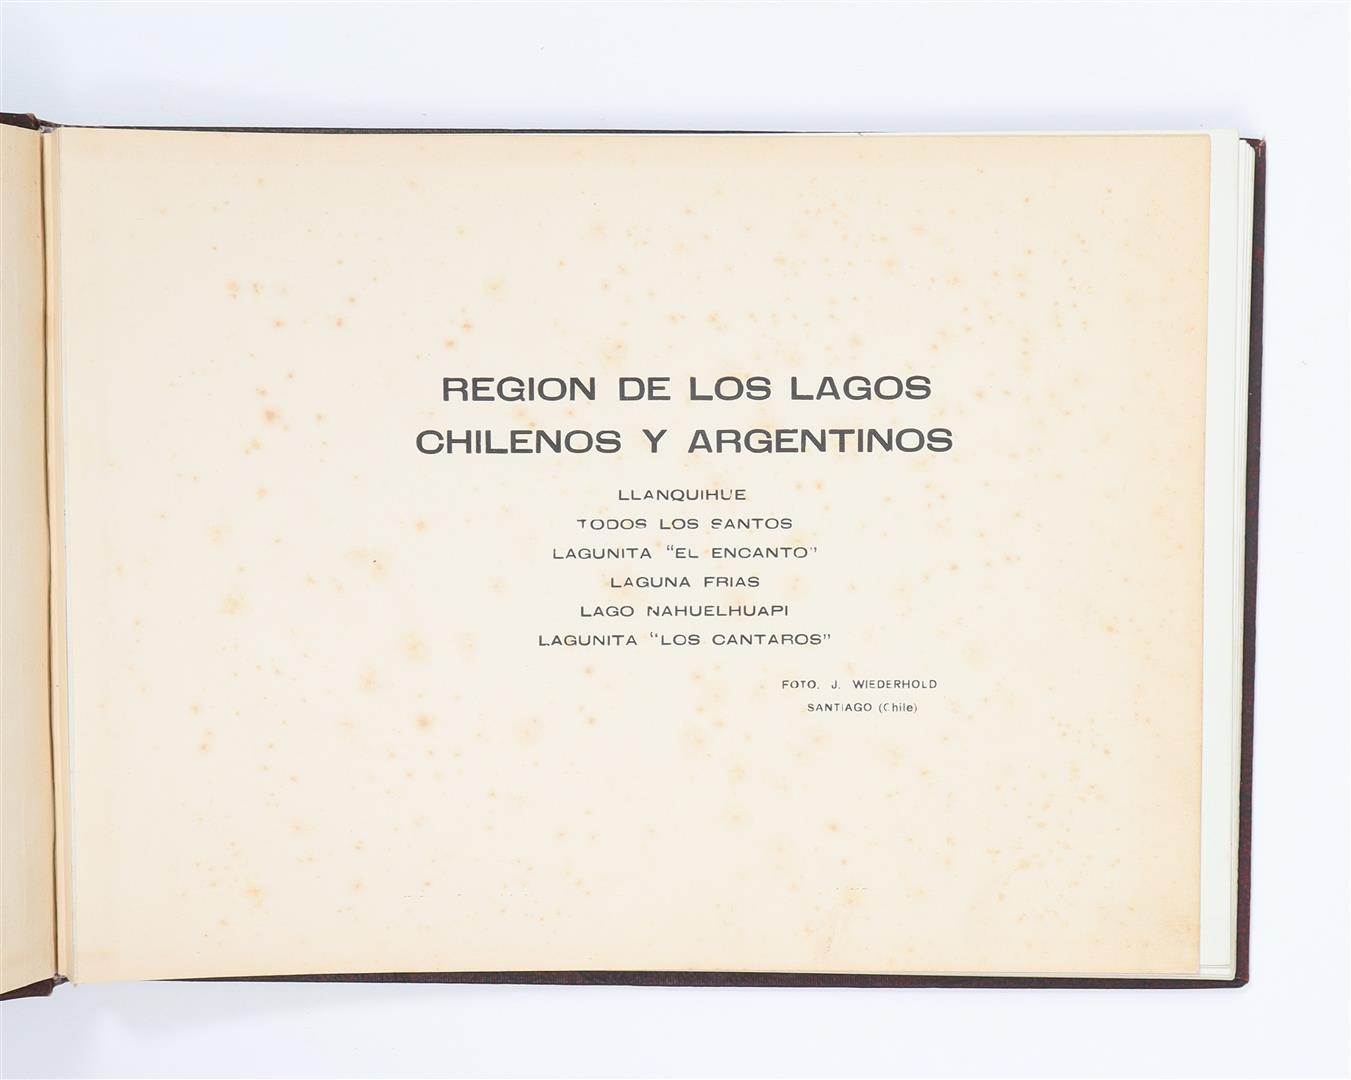 REGION DE LOS LAGOS
CHILENOS Y ARGENTINOS
LLANQUIHUE
TODOS LOS SANTOS
LAGUNITA “EL ENCANTO”
LAGUNA FRIAS
LAGO NAHUELHUAPI
LAGUNITA “LOS CANTAROS”
FOTO. J. WIEDERHOLD
SANTIAGO (Chile)